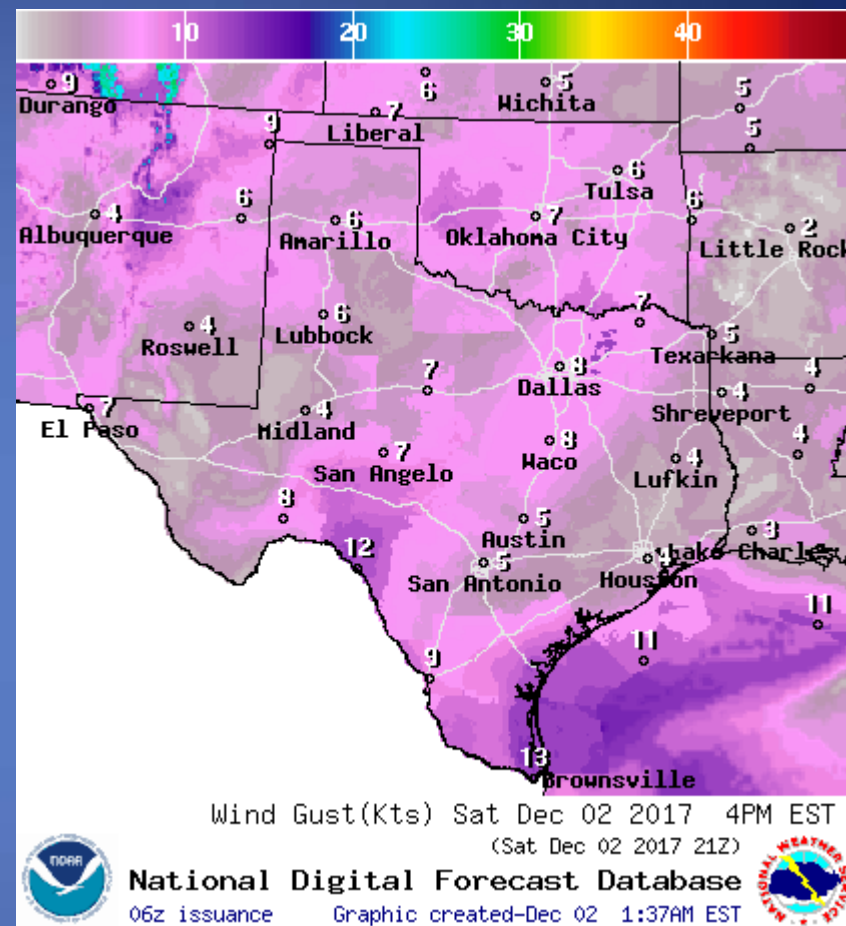 10 20 30 40
9 6 5 5
Durango Wichita
7
Liberal
9 5
6
Tulsa
4 6 6 7 6 2
Albuquerque Amarillo Oklahoma City Little Rock
4 6 7
Roswell Lubbock 5
Texarkana
8
Dallas
7 4 4
7 4 Shreveport
El Paso Midland
7 8 4 4
San Angelo Waco Lufkin
8 5 3
Austin Lake Charles
12 5 4
San Antonio Houston
11
11
9
13
Brownsville
Wind Gust(Kts) Sat Dec 02 2017 4PM EST
(Sat Dec 02 2017 21Z)
National Digital Forecast Database
06z issuance Graphic created-Dec 02 1:37AM EST
NOAA
NATIONAL WEATHER SERVICE